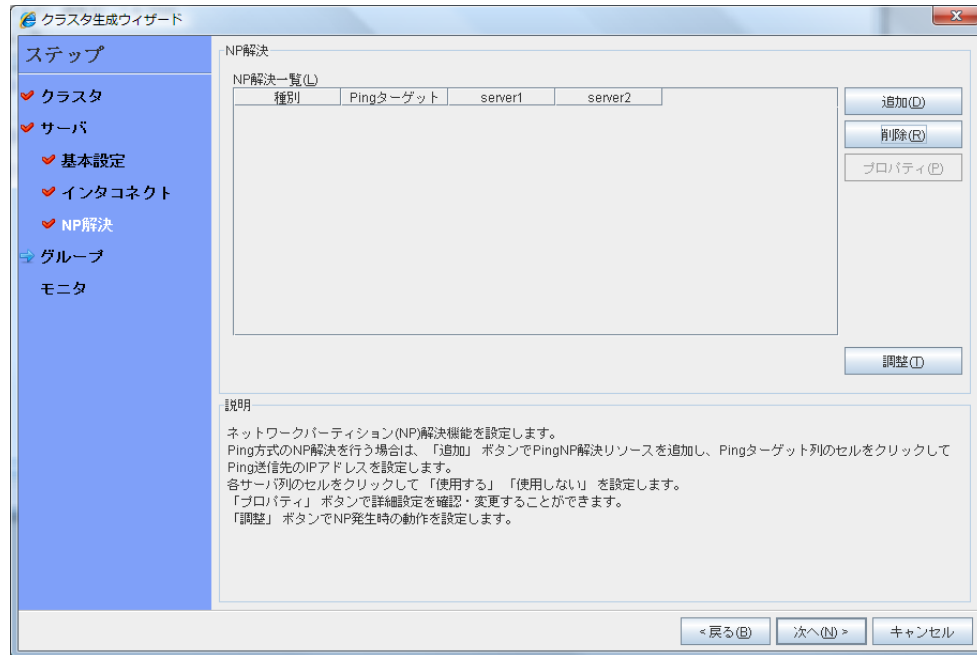 クラスタ生成ウィザード
ステップ
クラスタ
サーバ
基本設定
インタコネクト
NP解決
グループ
モニタ
NP解決
NP解決一覧(L)
種別 Pingターゲット server1 server2
追加(D)
削除(R)
プロパティ(P)
調整(T)
説明
ネットワークパーティション(NP)解決機能を設定します。
Ping方式のNP解決を行う場合は、「追加」 ボタンでPingNP解決リソースを追加し、Pingターゲット列のセルをクリックして
Ping送信先のIPアドレスを設定します。
各サーバ列のセルをクリックして 「使用する」 「使用しない」 を設定します。
「プロパティ」 ボタンで詳細設定を確認・変更することができます。
「調整」 ボタンでNP発生時の動作を設定します。
<戻る(B) 次へ(N)> キャンセル